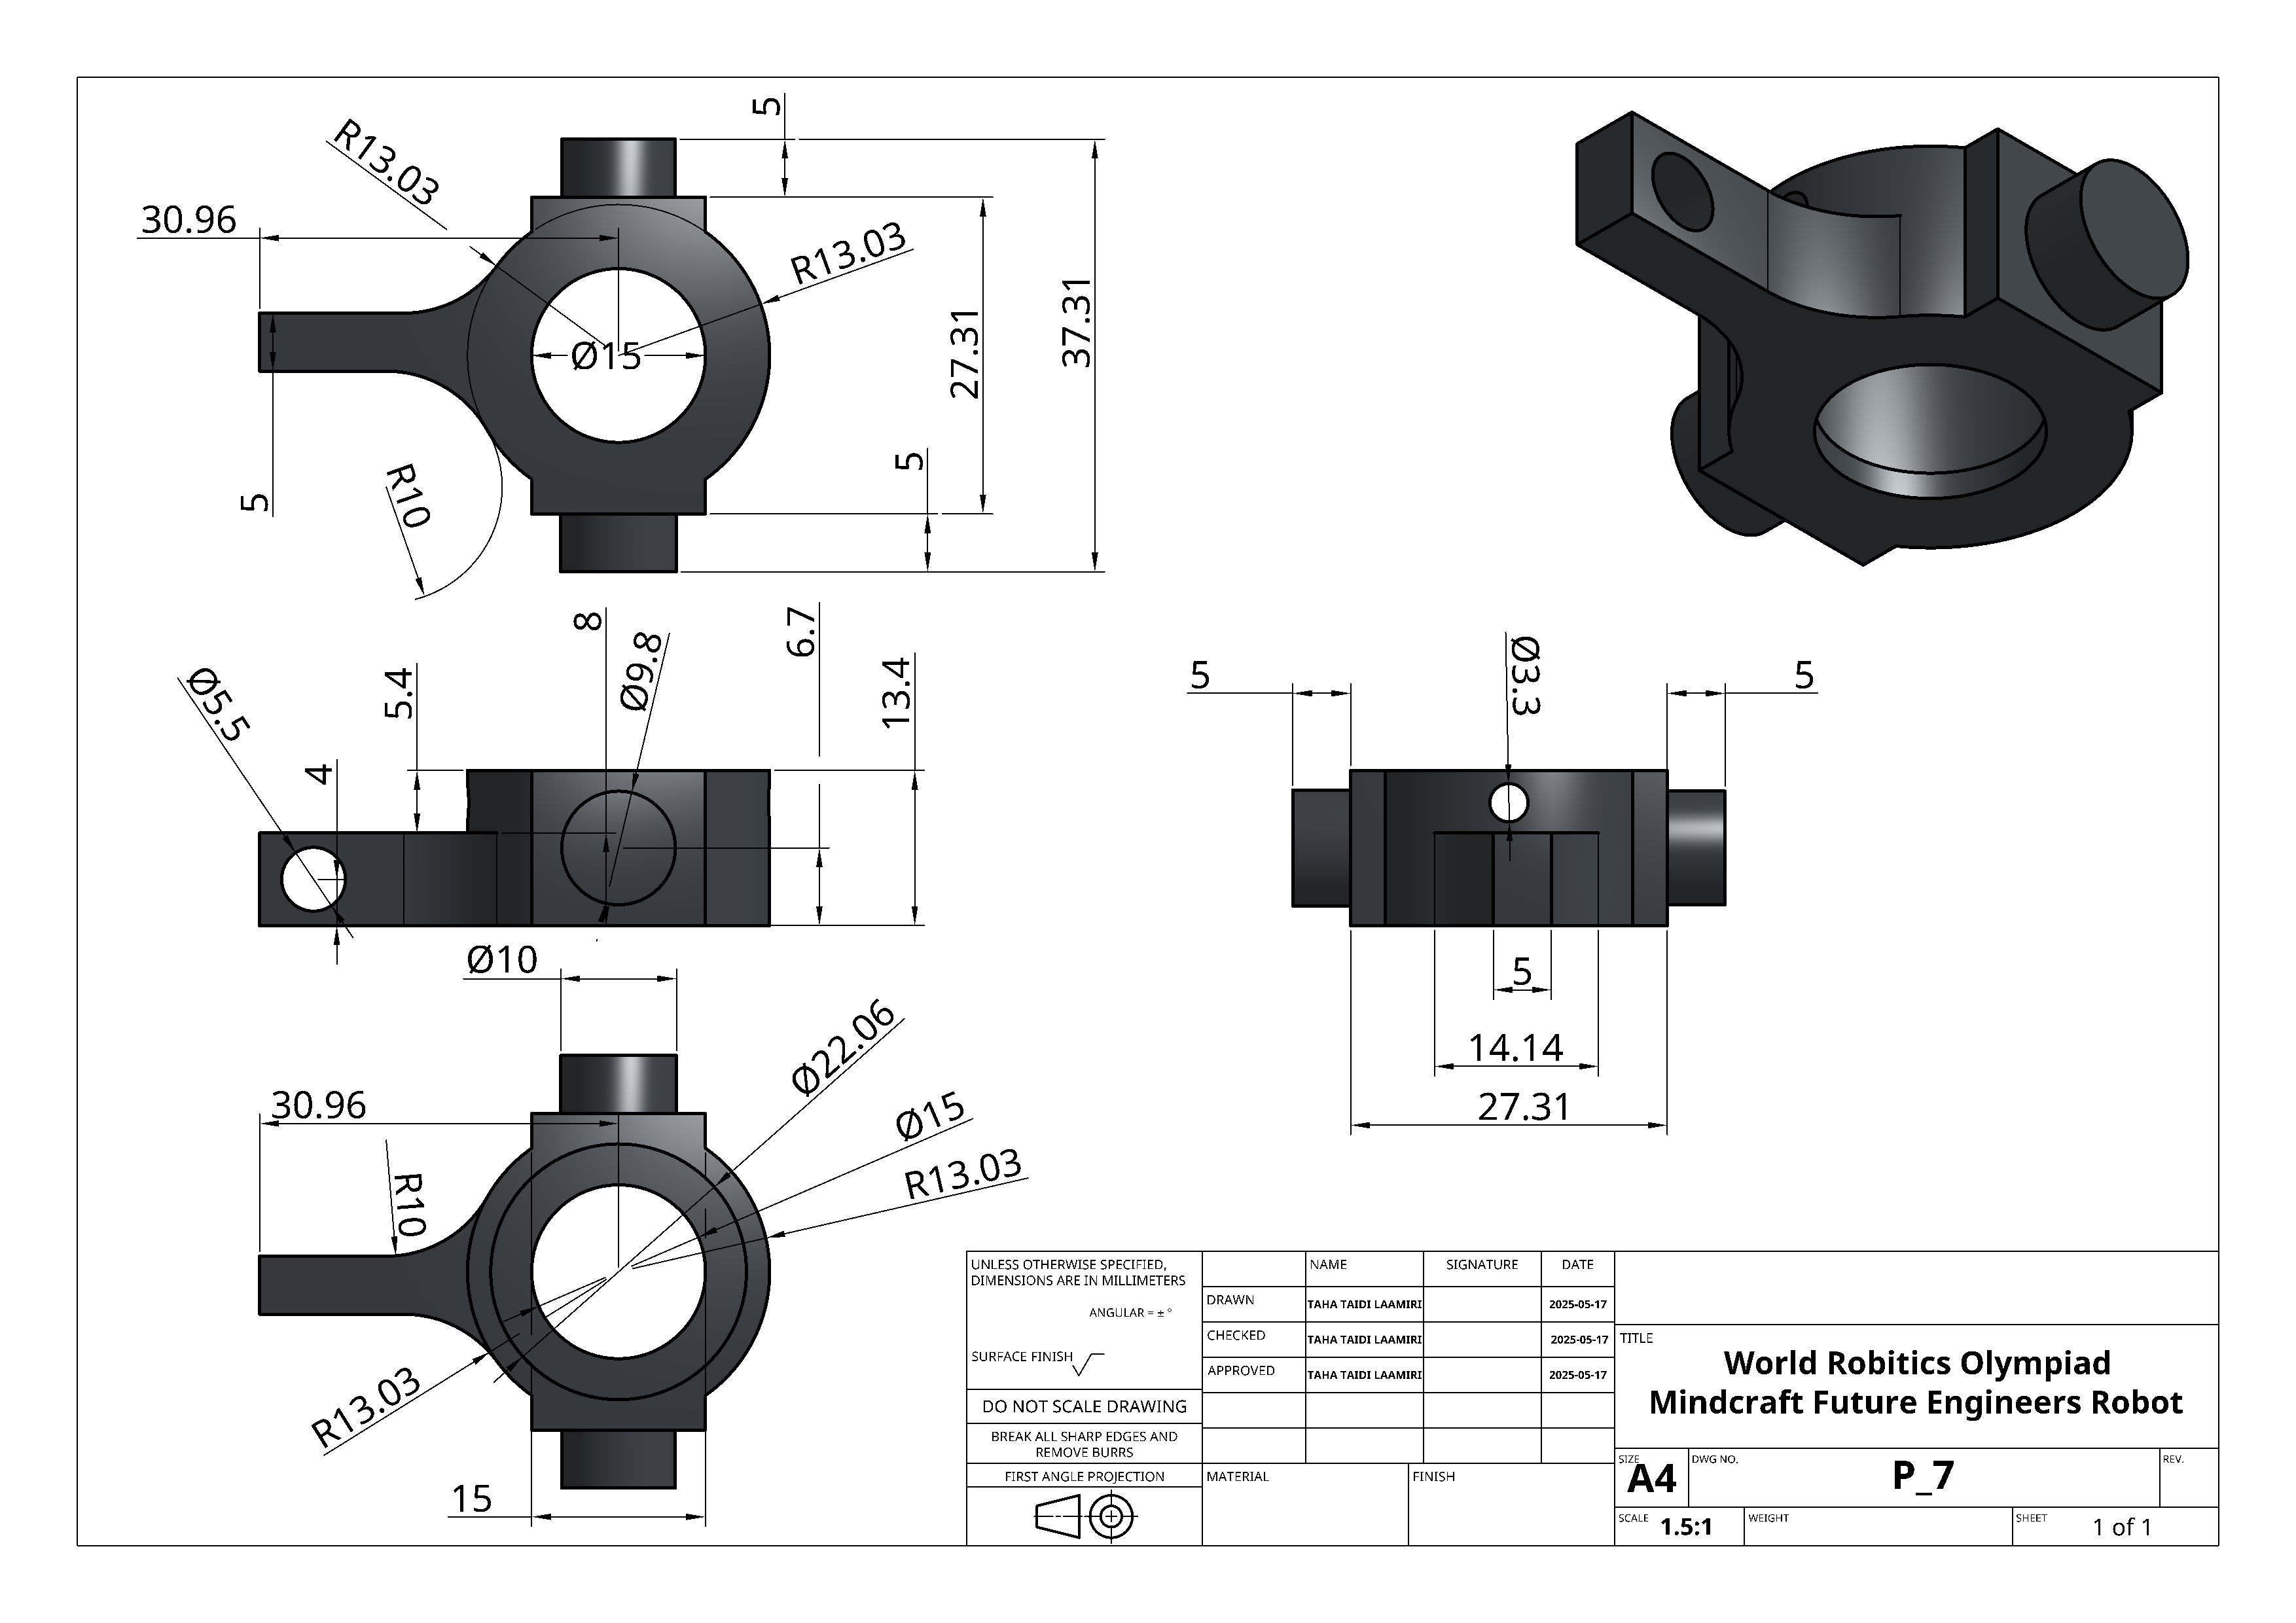 5
R13.03
30.96
R13.03
Ø15
27.31
37.31
5
5
R10
8
Ø9.8
6.7
5.4
13.4
Ø5.5
4
Ø3.3
5
5
Ø10
5
14.14
27.31
Ø22.06
30.96
Ø15
R13.03
R10
R13.03
15
UNLESS OTHERWISE SPECIFIED,
DIMENSIONS ARE IN MILLIMETERS
ANGULAR = ± °
SURFACE FINISH
DO NOT SCALE DRAWING
BREAK ALL SHARP EDGES AND
REMOVE BURRS
FIRST ANGLE PROJECTION
NAME SIGNATURE DATE
DRAWN TAHA TAIDI LAAMIRI 2025-05-17
CHECKED TAHA TAIDI LAAMIRI 2025-05-17
APPROVED TAHA TAIDI LAAMIRI 2025-05-17
MATERIAL FINISH
TITLE
World Robitics Olympiad
Mindcraft Future Engineers Robot
SIZE A4 DWG NO. P_7 REV.
SCALE 1.5:1 WEIGHT SHEET 1 of 1